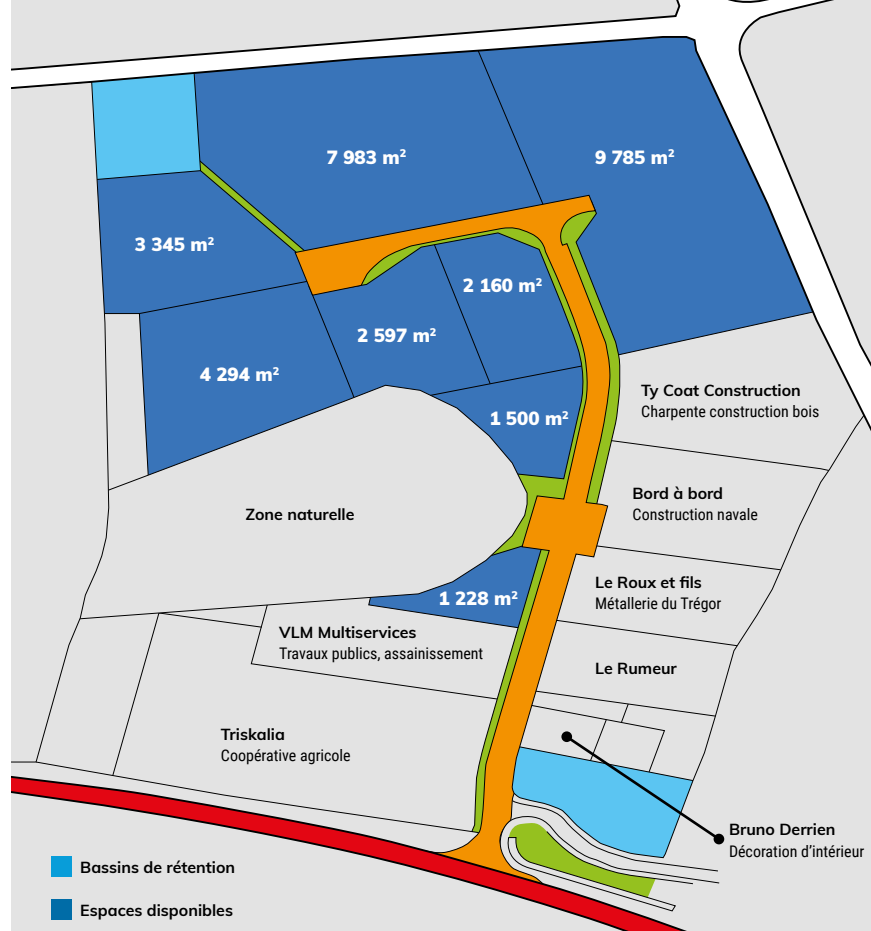 7 983 m²
9 785 m²
3 345 m²
2 160 m²
2 597 m²
4 294 m²
1 500 m²
Ty Coat Construction
Charpente construction bois
Zone naturelle
Bord à bord
Construction navale
Le Roux et fils
Métallerie du Trégor
1 228 m²
VLM Multiservices
Travaux publics, assainissement
Le Rumeur
Triskalia
Coopérative agricole
Bruno Derrien
Décoration d'intérieur
Bassins de rétention
Espaces disponibles